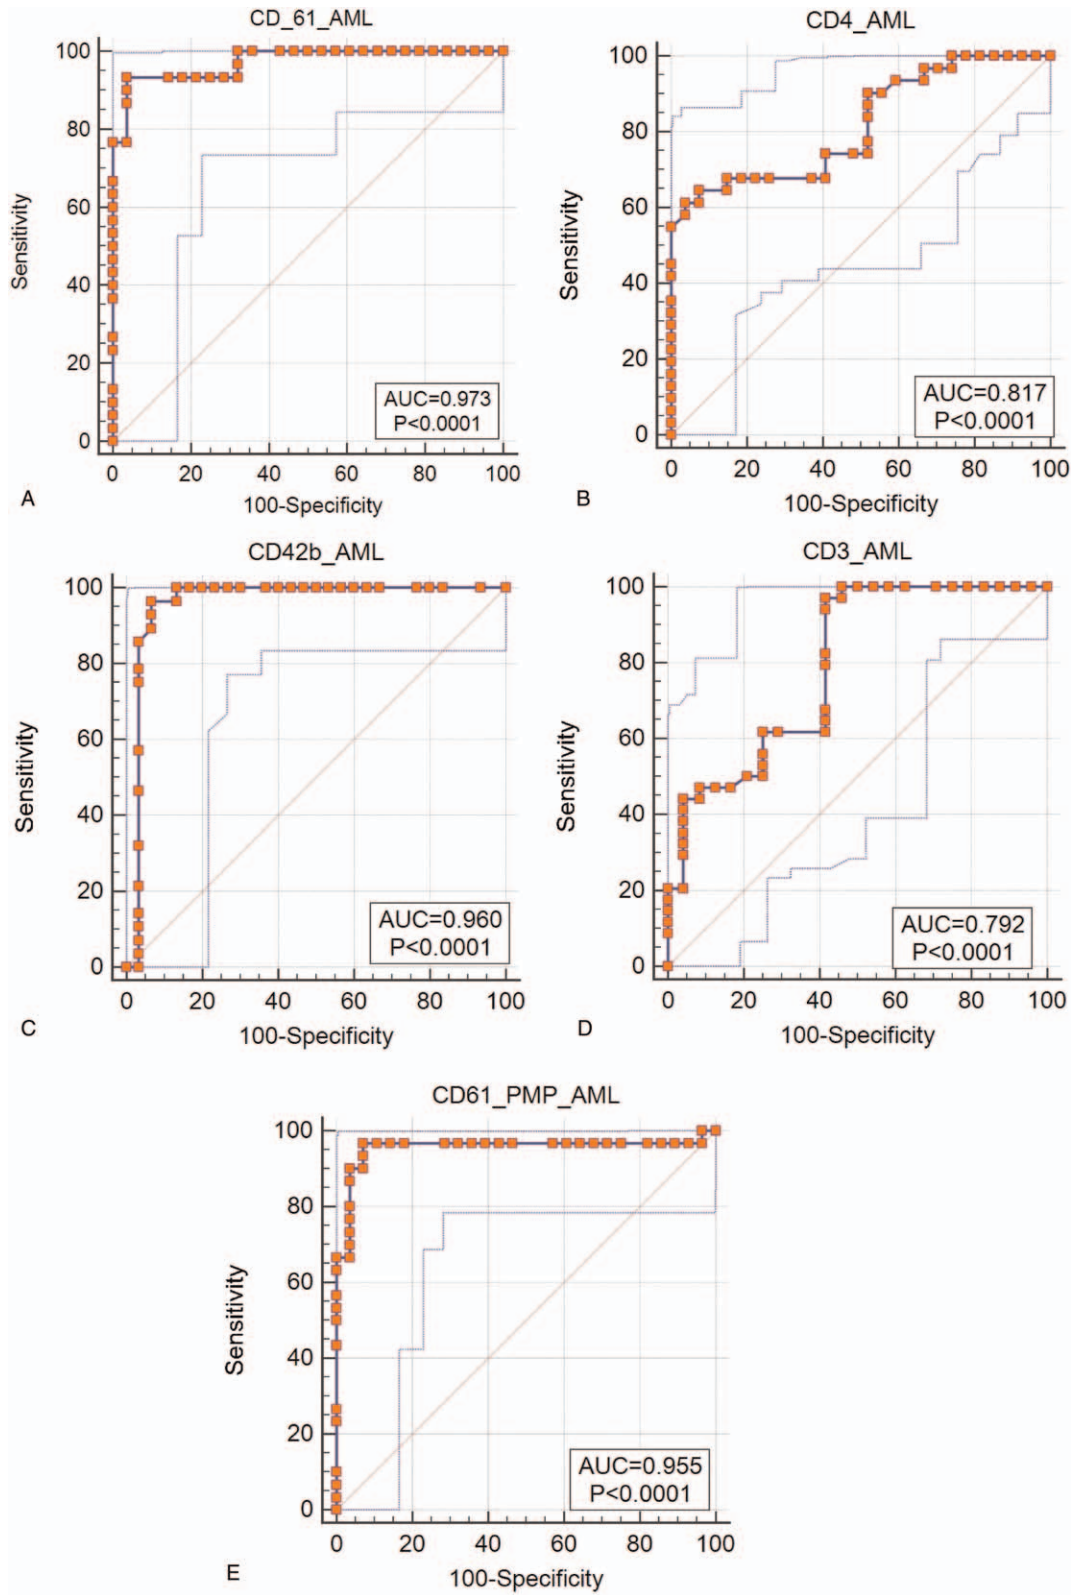 CD_61_AML
100
80
60
40
20
0
Sensitivity
AUC=0.973
P<0.0001
0 20 40 60 80 100
100-Specificity
A
CD4_AML
100
80
60
40
20
0
Sensitivity
AUC=0.817
P<0.0001
0 20 40 60 80 100
100-Specificity
B
CD42b_AML
100
80
60
40
20
0
Sensitivity
AUC=0.960
P<0.0001
0 20 40 60 80 100
100-Specificity
C
CD3_AML
100
80
60
40
20
0
Sensitivity
AUC=0.792
P<0.0001
0 20 40 60 80 100
100-Specificity
D
CD61_PMP_AML
100
80
60
40
20
0
Sensitivity
AUC=0.955
P<0.0001
0 20 40 60 80 100
100-Specificity
E